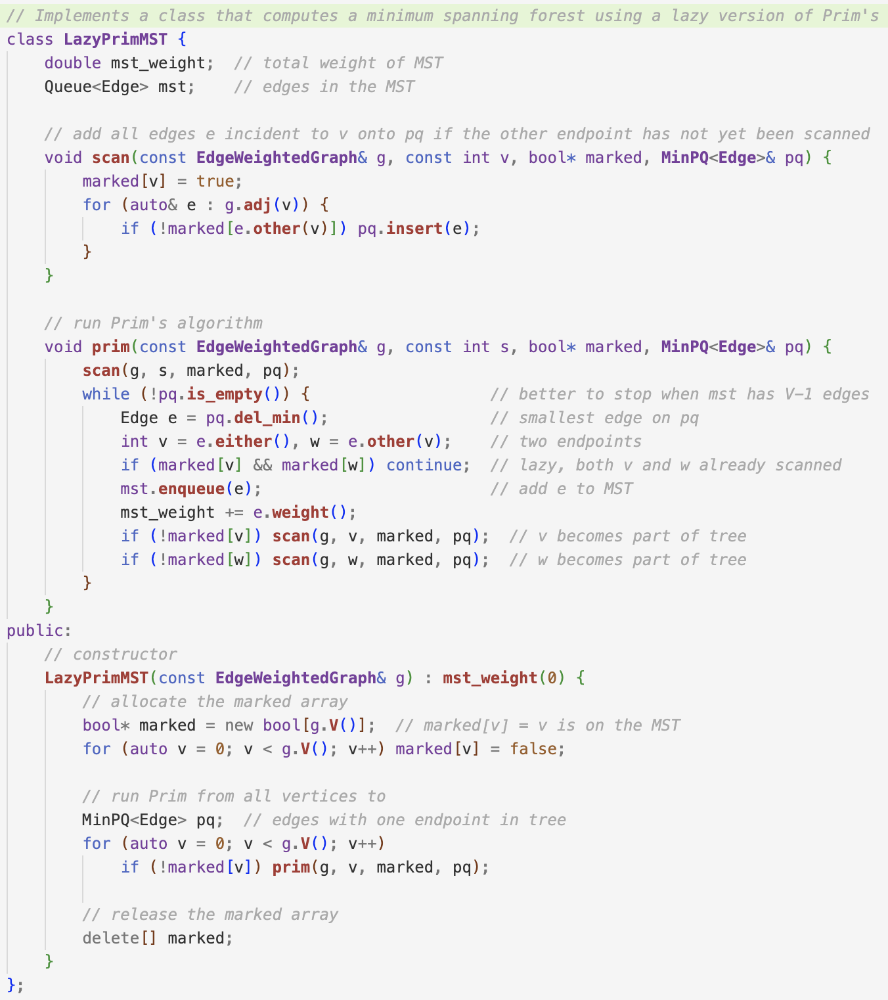 // Implements a class that computes a minimum spanning forest using a lazy version of Prim's
class LazyPrimMST {
    double mst_weight;  // total weight of MST
    Queue<Edge> mst;    // edges in the MST

    // add all edges e incident to v onto pq if the other endpoint has not yet been scanned
    void scan(const EdgeWeightedGraph& g, const int v, bool* marked, MinPQ<Edge>& pq) {
        marked[v] = true;
        for (auto& e : g.adj(v)) {
            if (!marked[e.other(v)]) pq.insert(e);
        }
    }

    // run Prim's algorithm
    void prim(const EdgeWeightedGraph& g, const int s, bool* marked, MinPQ<Edge>& pq) {
        scan(g, s, marked, pq);
        while (!pq.is_empty()) {                   // better to stop when mst has V-1 edges
            Edge e = pq.del_min();                 // smallest edge on pq
            int v = e.either(), w = e.other(v);    // two endpoints
            if (marked[v] && marked[w]) continue;  // lazy, both v and w already scanned
            mst.enqueue(e);                        // add e to MST
            mst_weight += e.weight();
            if (!marked[v]) scan(g, v, marked, pq);  // v becomes part of tree
            if (!marked[w]) scan(g, w, marked, pq);  // w becomes part of tree
        }
    }
public:
    // constructor
    LazyPrimMST(const EdgeWeightedGraph& g) : mst_weight(0) {
        // allocate the marked array
        bool* marked = new bool[g.V()];  // marked[v] = v is on the MST
        for (auto v = 0; v < g.V(); v++) marked[v] = false;

        // run Prim from all vertices to
        MinPQ<Edge> pq;  // edges with one endpoint in tree
        for (auto v = 0; v < g.V(); v++)
            if (!marked[v]) prim(g, v, marked, pq);

        // release the marked array
        delete[] marked;
    }
};